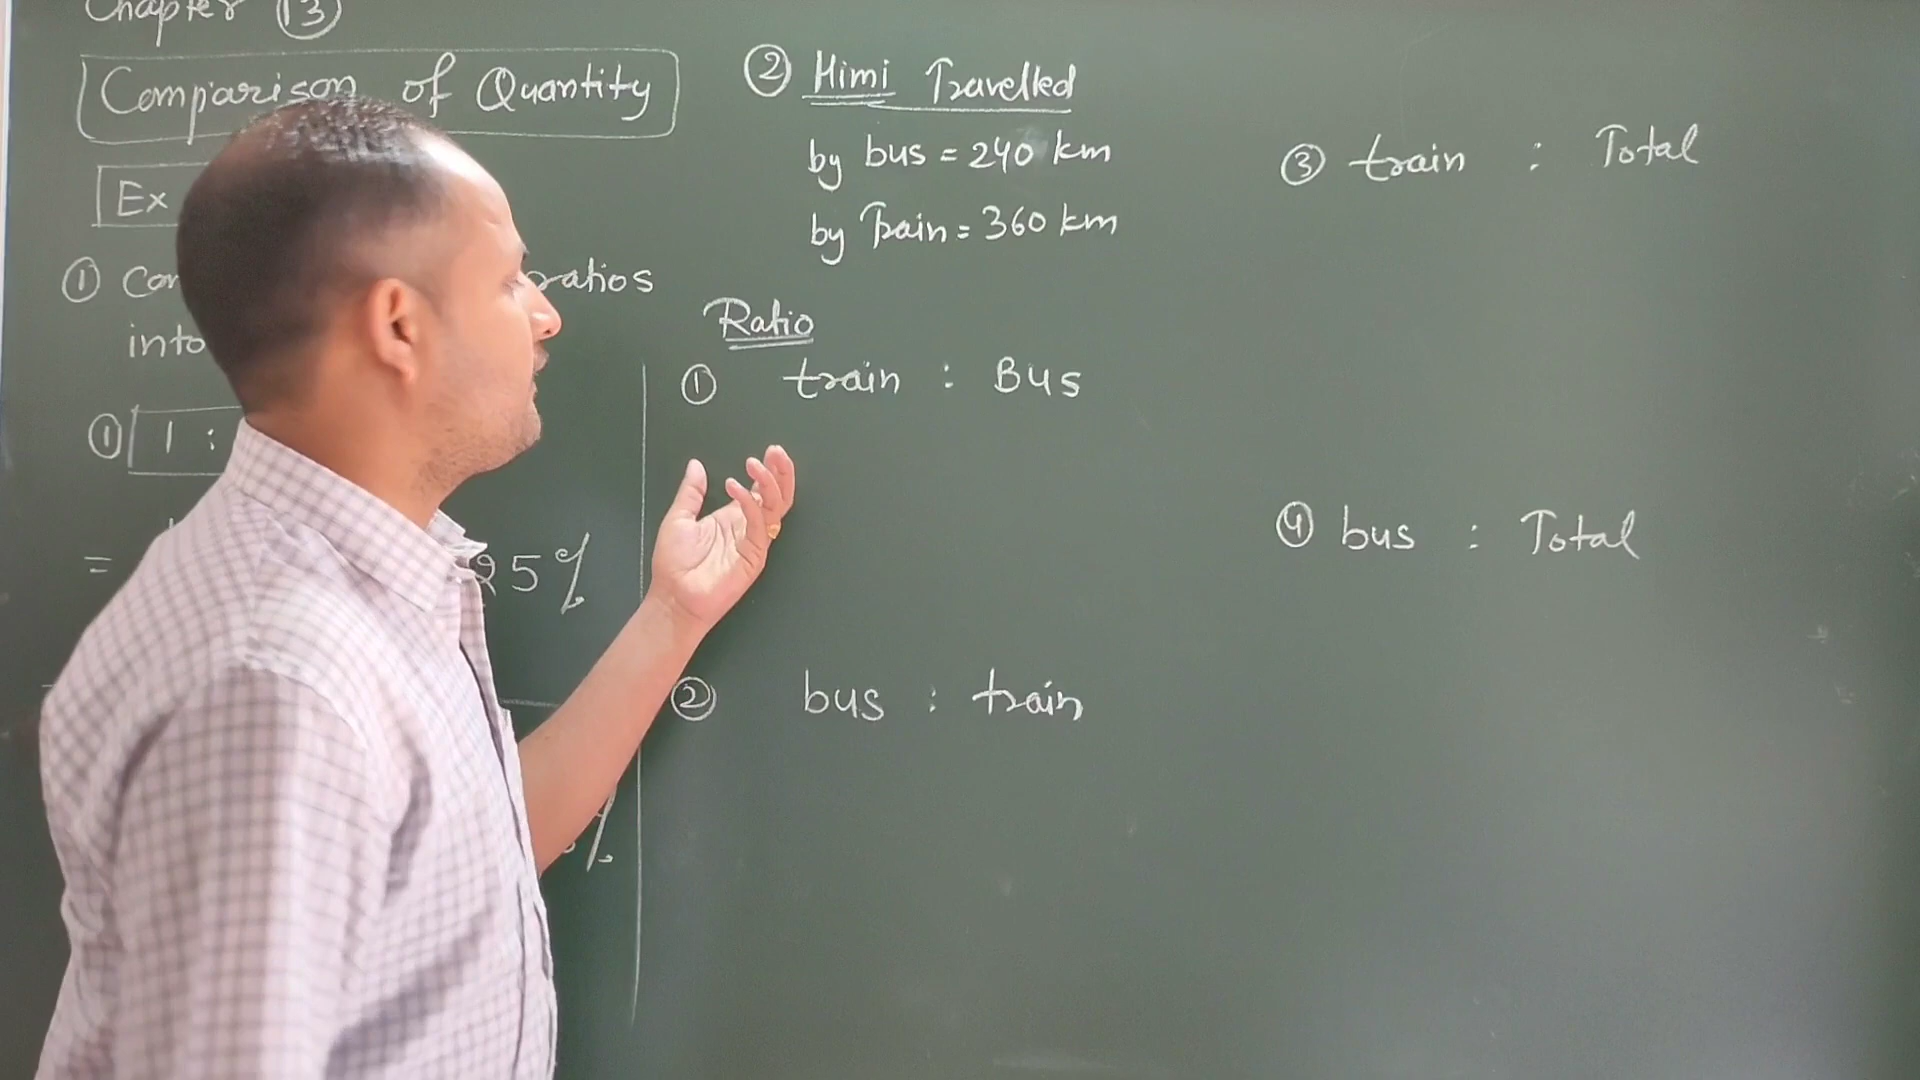 Chapter 13
Comparison of Quantity
Ex
① ratios
into
① 1 :
= 25%
%
② Himi Travelled
by bus = 240 km
by Train = 360 km
Ratio
① train : Bus
② bus : train
③ train : Total
④ bus : Total